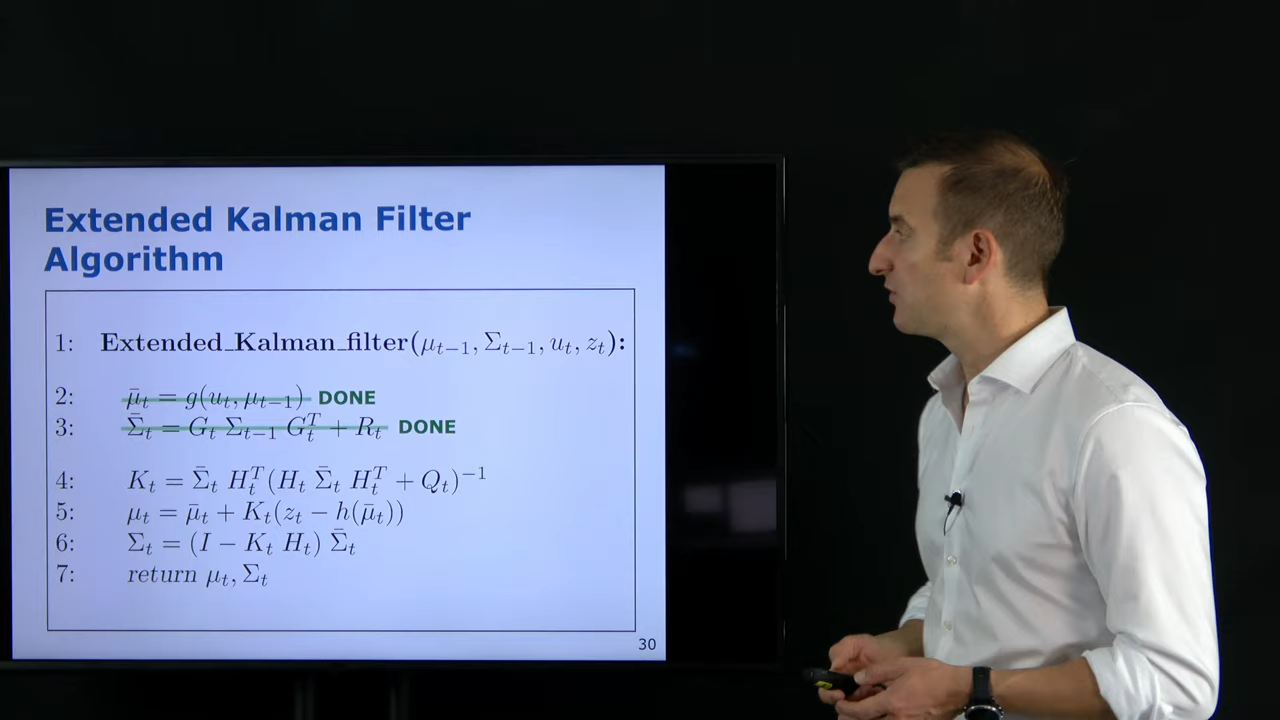 Extended Kalman Filter
Algorithm
1: Extended_Kalman_filter(μ_{t−1}, Σ_{t−1}, u_t, z_t):
2: μ̄_t = g(u_t, μ_{t−1}) DONE
3: Σ̄_t = G_t Σ_{t−1} G_t^T + R_t DONE
4: K_t = Σ̄_t H_t^T (H_t Σ̄_t H_t^T + Q_t)^{−1}
5: μ_t = μ̄_t + K_t(z_t − h(μ̄_t))
6: Σ_t = (I − K_t H_t) Σ̄_t
7: return μ_t, Σ_t
30